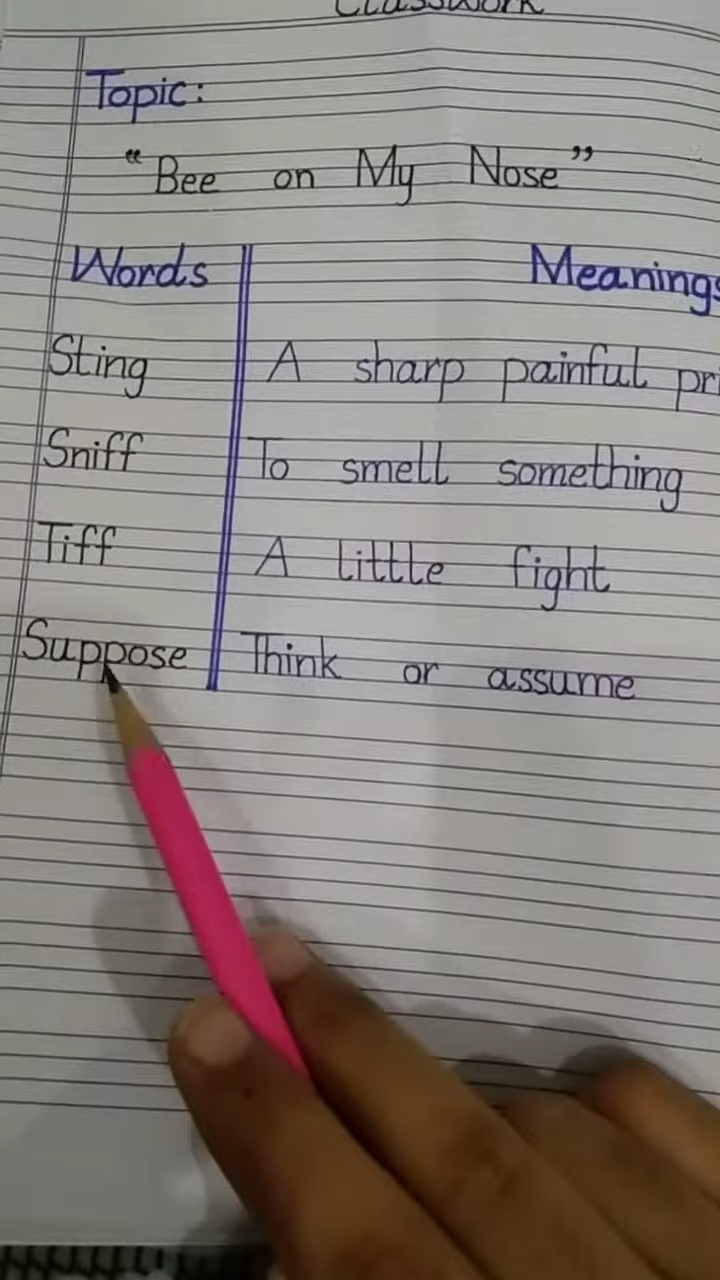 Classwork
Topic:
“Bee on My Nose”
Words Meanings
Sting A sharp painful
Sniff To smell something
Tiff A little fight
Suppose Think or assume